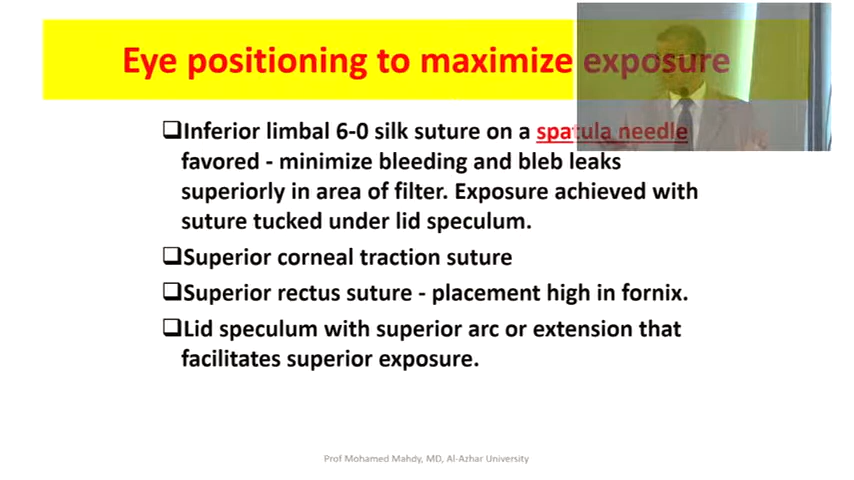 Eye positioning to maximize exposure
❑Inferior limbal 6-0 silk suture on a spatula needle
favored - minimize bleeding and bleb leaks
superiorly in area of filter. Exposure achieved with
suture tucked under lid speculum.
❑Superior corneal traction suture
❑Superior rectus suture - placement high in fornix.
❑Lid speculum with superior arc or extension that
facilitates superior exposure.
Prof Mohamed Mahdy, MD, Al-Azhar University